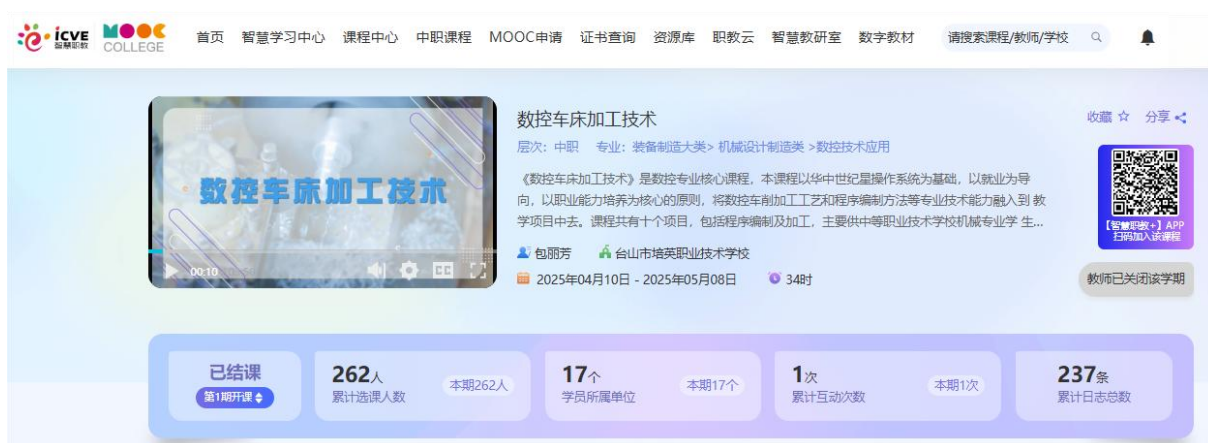 icve 智慧职教 MOOC COLLEGE 首页 智慧学习中心 课程中心 中职课程 MOOC申请 证书查询 资源库 职教云 智慧教研室 数字教材 请搜索课程/教师/学校
数控车床加工技术
00:10
CC
数控车床加工技术
收藏 分享
层次：中职 专业：装备制造大类> 机械设计制造类 >数控技术应用
《数控车床加工技术》是数控专业核心课程，本课程以华中世纪星操作系统为基础，以就业为导
向，以职业能力培养为核心的原则，将数控车削加工工艺和程序编制方法等专业技术能力融入到 教
学项目中去。课程共有十个项目，包括程序编制及加工，主要供中等职业技术学校机械专业学 生...
包丽芳 台山市培英职业技术学校
2025年04月10日 - 2025年05月08日 34时
【智慧职教+】APP
扫码加入该课程
教师已关闭该学期
已结课
第1期开课
262人
累计选课人数
本期262人
17个
学员所属单位
本期17个
1次
累计互动次数
本期1次
237条
累计日志总数